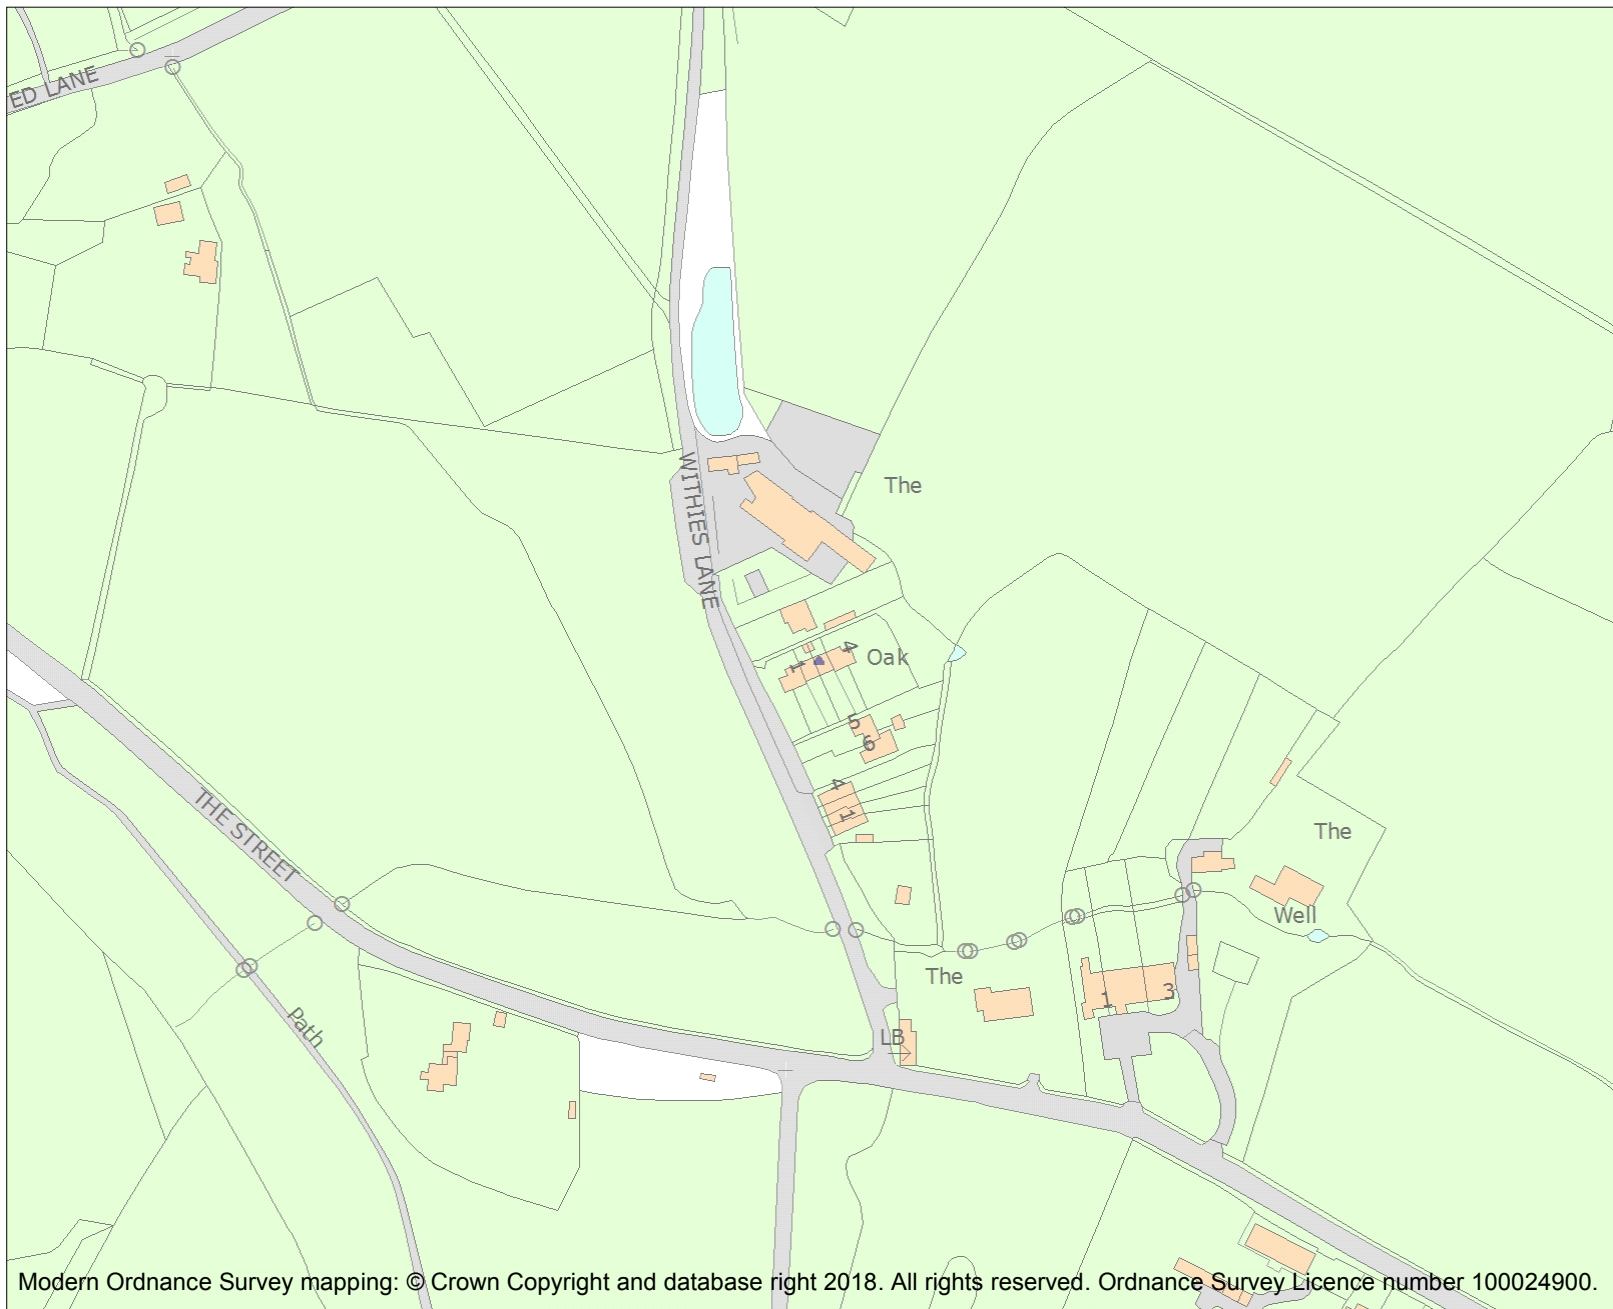 ED LANE
WITHIES LANE
The
4
1
Oak
5
6
4
1
The
THE STREET
Well
The
1
3
Path
LB
Modern Ordnance Survey mapping: © Crown Copyright and database right 2018. All rights reserved. Ordnance Survey Licence number 100024900.